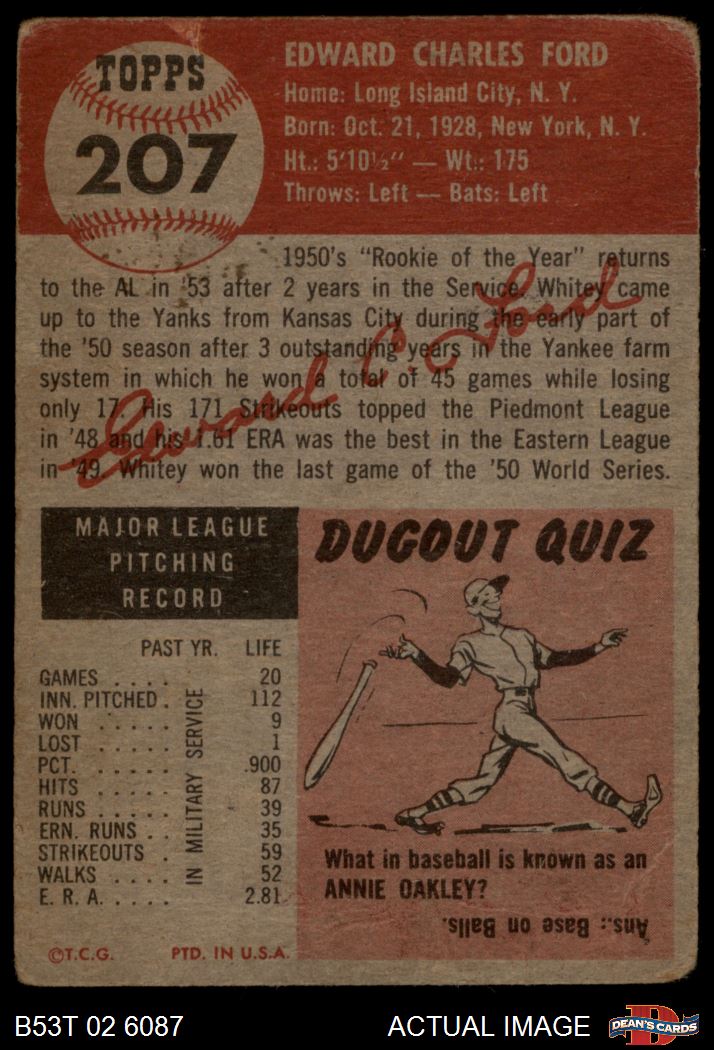 TOPPS
207
EDWARD CHARLES FORD
Home: Long Island City, N. Y.
Born: Oct. 21, 1928, New York, N. Y.
Ht.: 5'10½" — Wt.: 175
Throws: Left — Bats: Left
1950's "Rookie of the Year" returns
to the AL in '53 after 2 years in the Service. Whitey came
up to the Yanks from Kansas City during the early part of
the '50 season after 3 outstanding years in the Yankee farm
system in which he won a total of 45 games while losing
only 17. His 171 Strikeouts topped the Piedmont League
in '48 and his 1.61 ERA was the best in the Eastern League
in '49. Whitey won the last game of the '50 World Series.
Edward C. Ford
MAJOR LEAGUE
PITCHING
RECORD
PAST YR. LIFE
GAMES . . . . 20
INN. PITCHED . 112
WON . . . . . 9
LOST . . . . . 1
PCT. . . . . . .900
HITS . . . . . 87
RUNS . . . . . 39
ERN. RUNS . . 35
STRIKEOUTS . 59
WALKS . . . . 52
E. R. A. . . . . . 2.81
IN MILITARY SERVICE
©T.C.G. PTD. IN U.S.A.
DUGOUT QUIZ
What in baseball is known as an
ANNIE OAKLEY?
Ans.: Base on Balls.
B53T 02 6087
ACTUAL IMAGE
DEAN'S CARDS